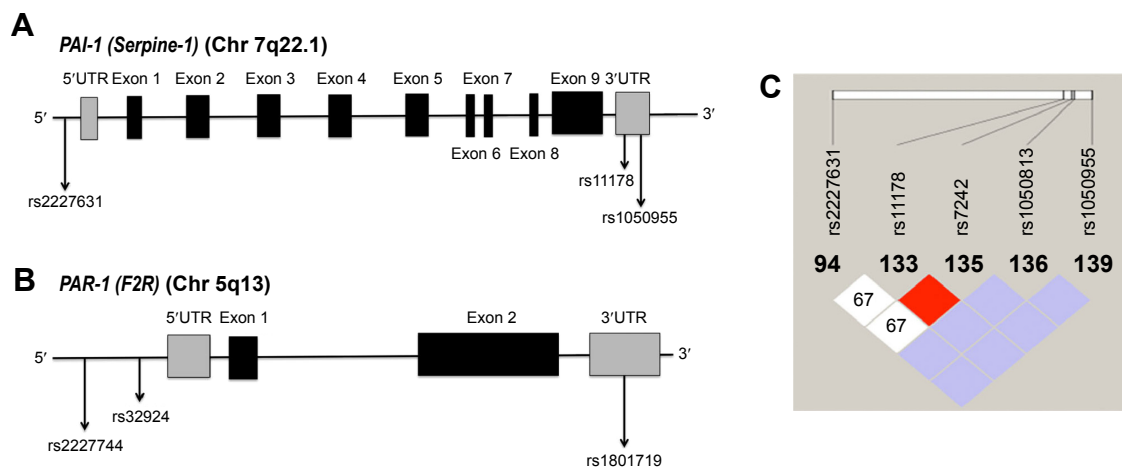 A
PAI-1 (Serpine-1) (Chr 7q22.1)
5′UTR Exon 1 Exon 2 Exon 3 Exon 4 Exon 5 Exon 7 Exon 9 3′UTR
5′ 3′
Exon 6 Exon 8
rs2227631 rs11178
rs1050955
B
PAR-1 (F2R) (Chr 5q13)
5′UTR Exon 1 Exon 2 3′UTR
5′ 3′
rs32924
rs2227744 rs1801719
C
rs2227631 rs11178 rs7242 rs1050813 rs1050955
94 133 135 136 139
67
67